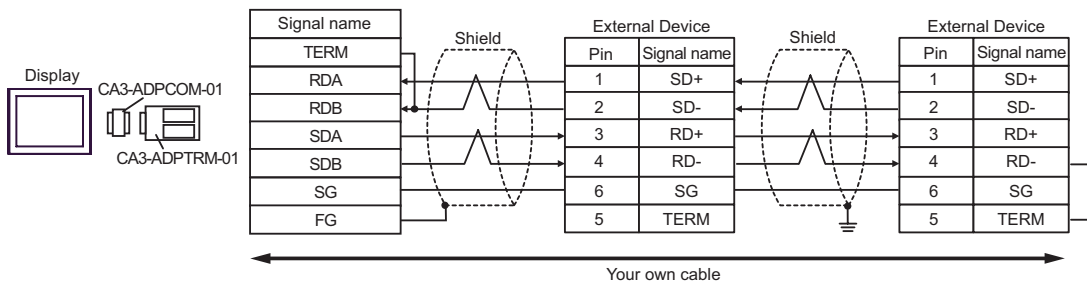 Display
CA3-ADPCOM-01
CA3-ADPTRM-01
Signal name
TERM
RDA
RDB
SDA
SDB
SG
FG
Shield
External Device
Pin Signal name
1 SD+
2 SD-
3 RD+
4 RD-
6 SG
5 TERM
Shield
External Device
Pin Signal name
1 SD+
2 SD-
3 RD+
4 RD-
6 SG
5 TERM
Your own cable